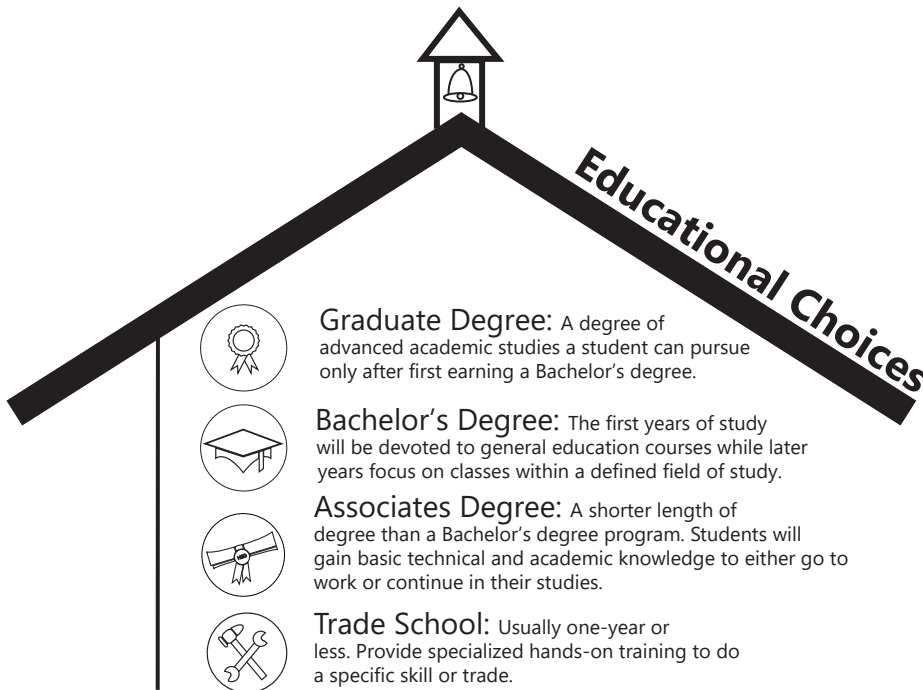 Educational Choices
Graduate Degree: A degree of
advanced academic studies a student can pursue
only after first earning a Bachelor's degree.
Bachelor's Degree: The first years of study
will be devoted to general education courses while later
years focus on classes within a defined field of study.
Associates Degree: A shorter length of
degree than a Bachelor's degree program. Students will
gain basic technical and academic knowledge to either go to
work or continue in their studies.
Trade School: Usually one-year or
less. Provide specialized hands-on training to do
a specific skill or trade.